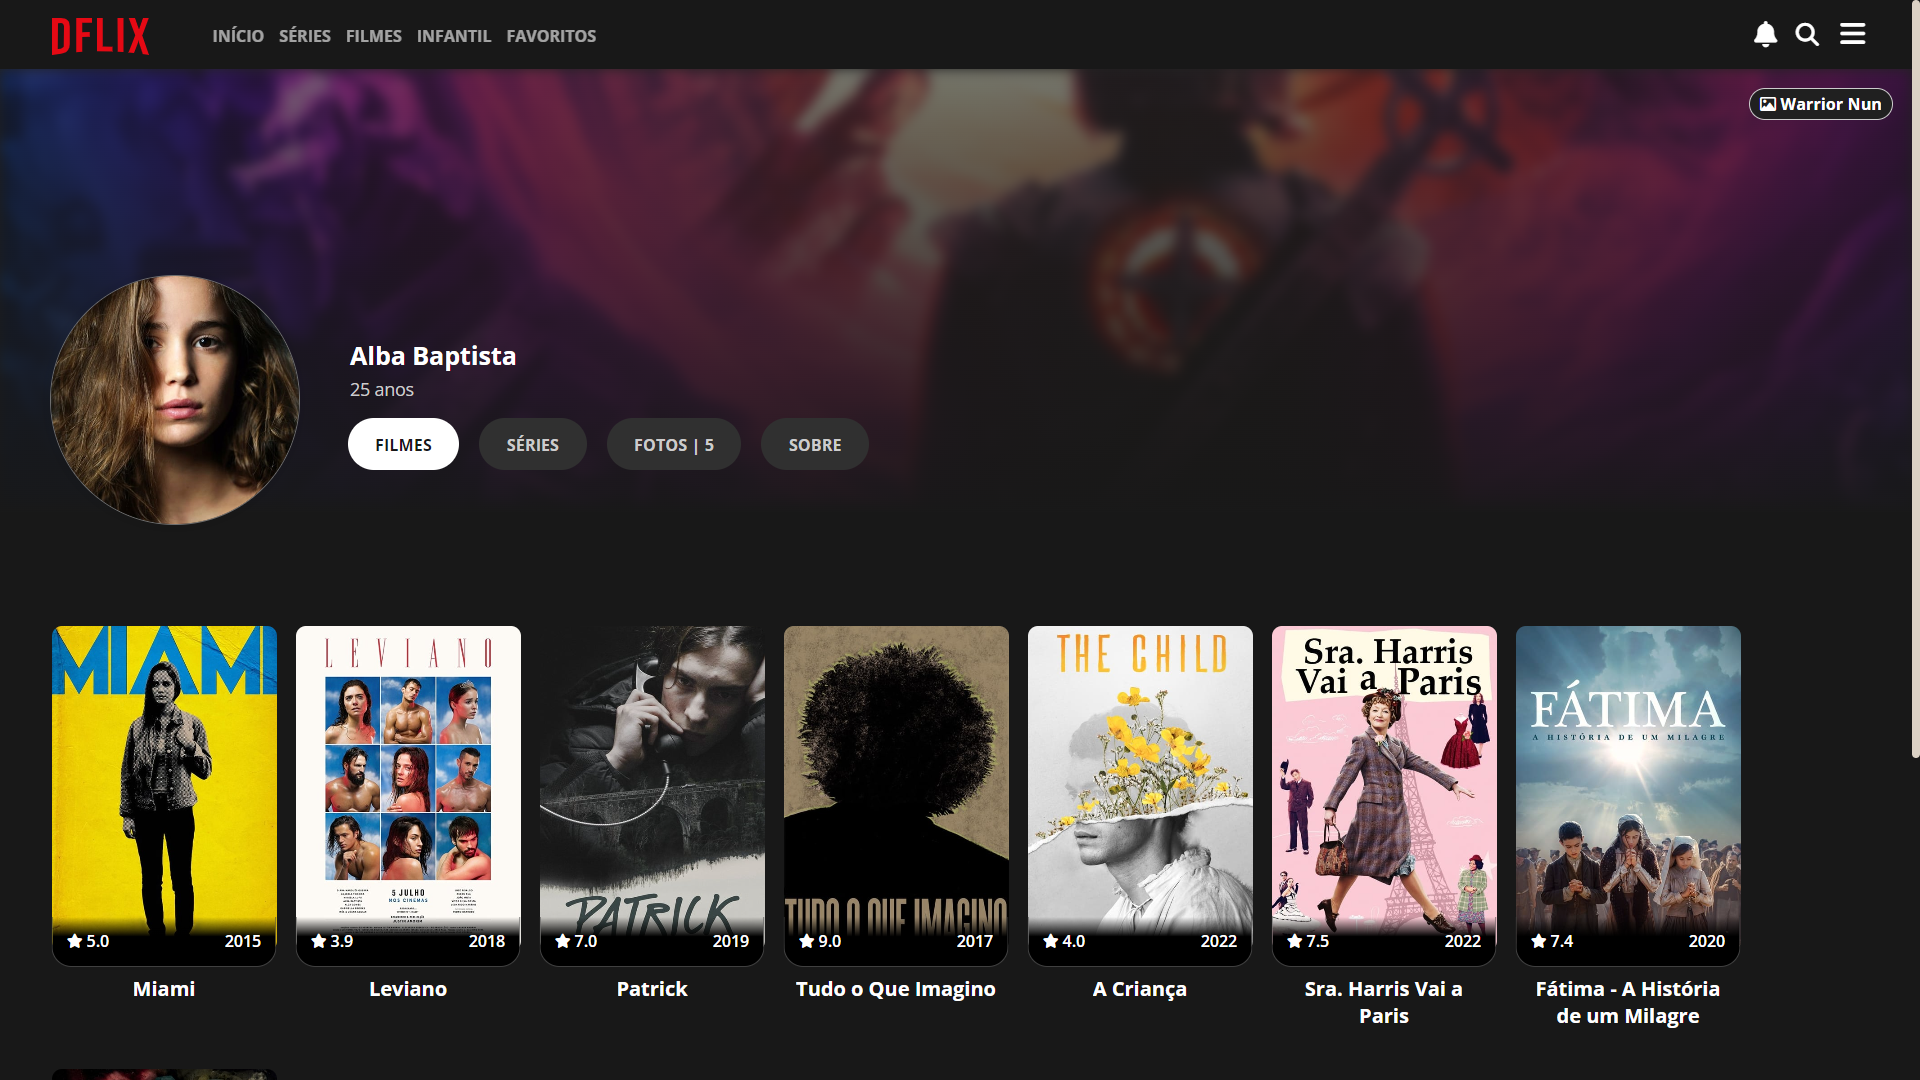 DFLIX
INÍCIO SÉRIES FILMES INFANTIL FAVORITOS
Warrior Nun
Alba Baptista
25 anos
FILMES SÉRIES FOTOS | 5 SOBRE
MIAMI
LEVIANO
5 JULHO
NOS CINEMAS
PATRICK
TUDO O QUE IMAGINO
THE CHILD
Sra. Harris
Vai a Paris
FÁTIMA
A HISTÓRIA DE UM MILAGRE
5.0 2015
3.9 2018
7.0 2019
9.0 2017
4.0 2022
7.5 2022
7.4 2020
Miami
Leviano
Patrick
Tudo o Que Imagino
A Criança
Sra. Harris Vai a
Paris
Fátima - A História
de um Milagre